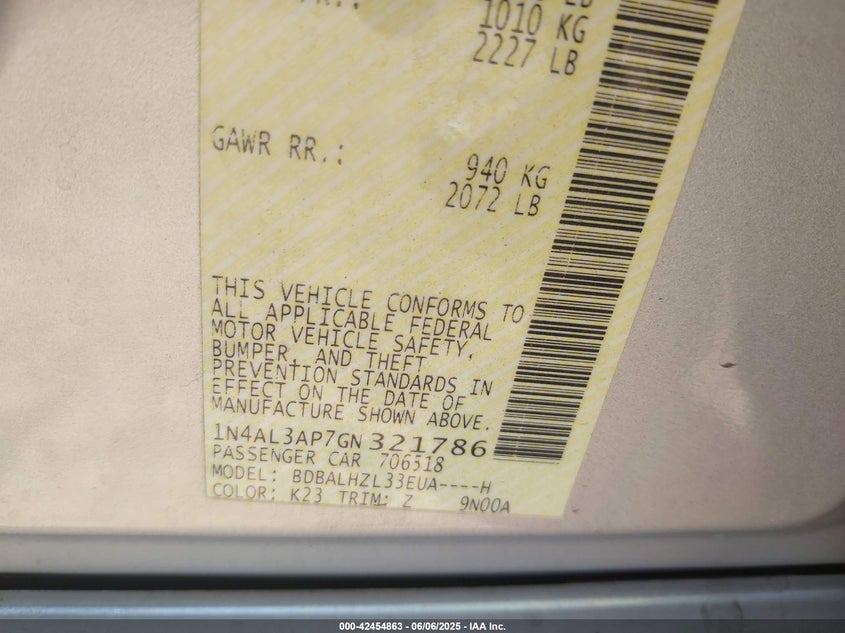 1010 KG
2227 LB
GAWR RR.:
940 KG
2072 LB
THIS VEHICLE CONFORMS TO
ALL APPLICABLE FEDERAL
MOTOR VEHICLE SAFETY,
BUMPER, AND THEFT
PREVENTION STANDARDS IN
EFFECT ON THE DATE OF
MANUFACTURE SHOWN ABOVE.
1N4AL3AP7GN321786
PASSENGER CAR 706518
MODEL: BDBALHZL33EUA----H
COLOR: K23 TRIM: Z 9N00A
000-42454863 - 06/06/2025 - IAA Inc.